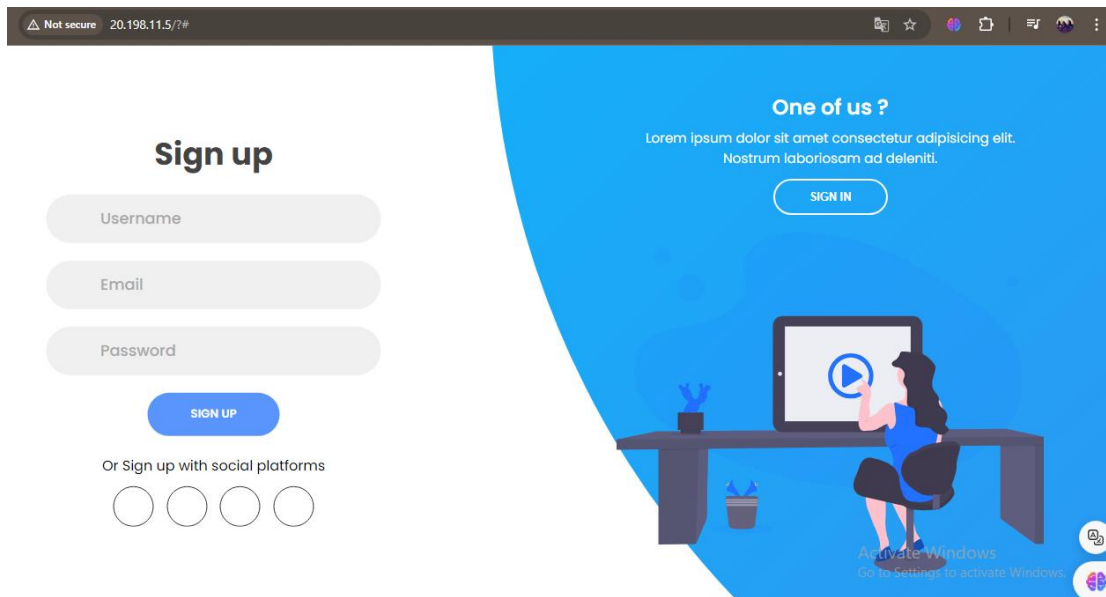 Not secure 20.198.11.5/?#
One of us ?
Lorem ipsum dolor sit amet consectetur adipisicing elit.
Nostrum laboriosam ad deleniti.
SIGN IN
Sign up
Username
Email
Password
SIGN UP
Or Sign up with social platforms
Activate Windows
Go to Settings to activate Windows.